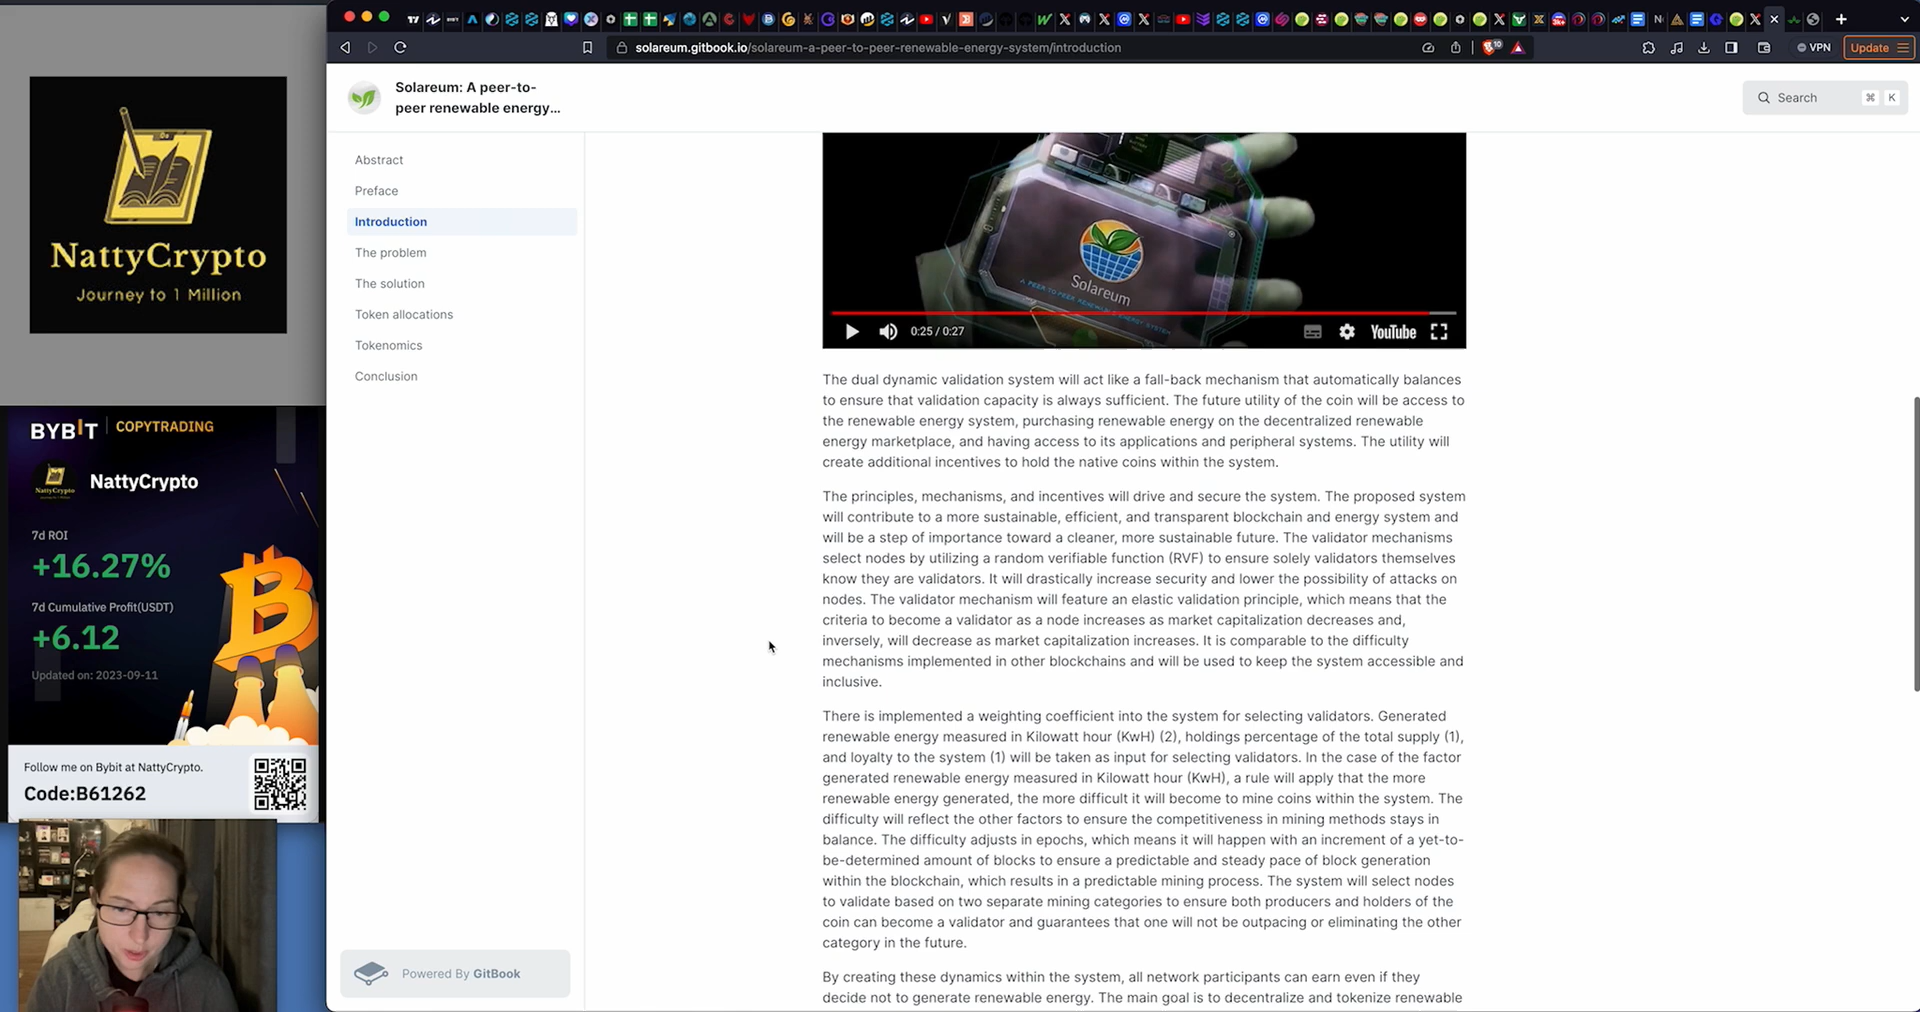 NattyCrypto
Journey to 1 Million
BYBIT COPYTRADING
NattyCrypto
7d ROI
+16.27%
7d Cumulative Profit(USDT)
+6.12
Updated on: 2023-09-11
Follow me on Bybit at NattyCrypto.
Code:B61262
solareum.gitbook.io/solareum-a-peer-to-peer-renewable-energy-system/introduction
VPN
Update
Solareum: A peer-to-
peer renewable energy...
Search ⌘ K
Abstract
Preface
Introduction
The problem
The solution
Token allocations
Tokenomics
Conclusion
Powered By GitBook
Solareum
A PEER-TO-PEER RENEWABLE ENERGY SYSTEM
0:25 / 0:27
YouTube
The dual dynamic validation system will act like a fall-back mechanism that automatically balances
to ensure that validation capacity is always sufficient. The future utility of the coin will be access to
the renewable energy system, purchasing renewable energy on the decentralized renewable
energy marketplace, and having access to its applications and peripheral systems. The utility will
create additional incentives to hold the native coins within the system.
The principles, mechanisms, and incentives will drive and secure the system. The proposed system
will contribute to a more sustainable, efficient, and transparent blockchain and energy system and
will be a step of importance toward a cleaner, more sustainable future. The validator mechanisms
select nodes by utilizing a random verifiable function (RVF) to ensure solely validators themselves
know they are validators. It will drastically increase security and lower the possibility of attacks on
nodes. The validator mechanism will feature an elastic validation principle, which means that the
criteria to become a validator as a node increases as market capitalization decreases and,
inversely, will decrease as market capitalization increases. It is comparable to the difficulty
mechanisms implemented in other blockchains and will be used to keep the system accessible and
inclusive.
There is implemented a weighting coefficient into the system for selecting validators. Generated
renewable energy measured in Kilowatt hour (KwH) (2), holdings percentage of the total supply (1),
and loyalty to the system (1) will be taken as input for selecting validators. In the case of the factor
generated renewable energy measured in Kilowatt hour (KwH), a rule will apply that the more
renewable energy generated, the more difficult it will become to mine coins within the system. The
difficulty will reflect the other factors to ensure the competitiveness in mining methods stays in
balance. The difficulty adjusts in epochs, which means it will happen with an increment of a yet-to-
be-determined amount of blocks to ensure a predictable and steady pace of block generation
within the blockchain, which results in a predictable mining process. The system will select nodes
to validate based on two separate mining categories to ensure both producers and holders of the
coin can become a validator and guarantees that one will not be outpacing or eliminating the other
category in the future.
By creating these dynamics within the system, all network participants can earn even if they
decide not to generate renewable energy. The main goal is to decentralize and tokenize renewable